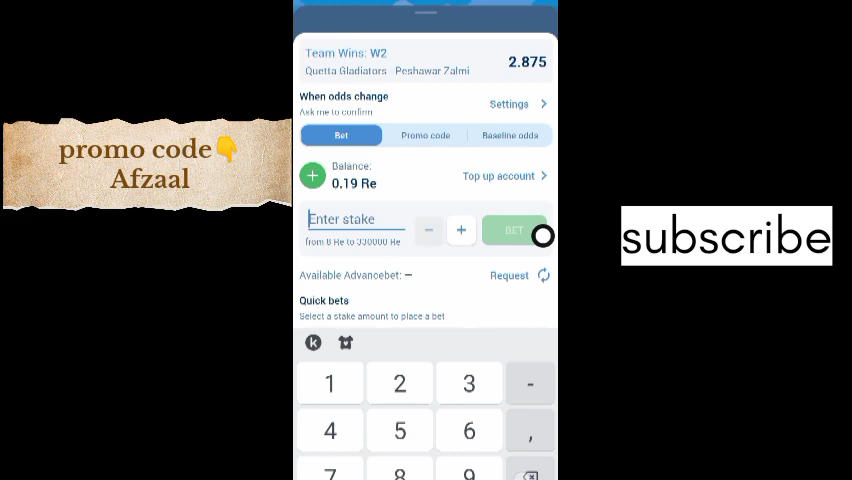 promo code👇
Afzaal
Team Wins: W2
Quetta Gladiators Peshawar Zalmi
2.875
When odds change
Ask me to confirm
Settings
Bet
Promo code
Baseline odds
Balance:
0.19 Re
Top up account
Enter stake
from 8 Re to 330000 Re
− +
BET
Available Advancebet: –
Request
Quick bets
Select a stake amount to place a bet
k
1 2 3 -
4 5 6 ,
7 8 9
subscribe